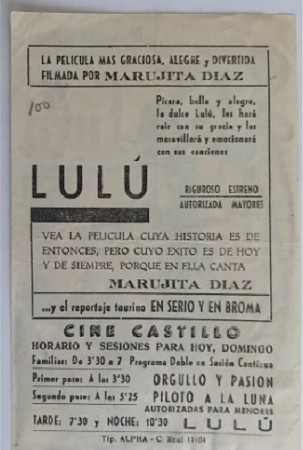 LA PELICULA MAS GRACIOSA, ALEGRE y DIVERTIDA
FILMADA POR MARUJITA DIAZ
100
Pícara, bella y alegre,
la dulce Lulú, les hará
reir con su gracia y les
maravillará y emocionará
con sus canciones
LULÚ
RIGUROSO ESTRENO
AUTORIZADA MAYORES
VEA LA PELICULA CUYA HISTORIA ES DE
ENTONCES, PERO CUYO EXITO ES DE HOY
Y DE SIEMPRE, PORQUE EN ELLA CANTA
MARUJITA DIAZ
...y el reportaje taurino EN SERIO Y EN BROMA
CINE CASTILLO
HORARIO Y SESIONES PARA HOY, DOMINGO
Familiar: De 3'30 a 7 Programa Doble en Sesión Contínua
Primer pase: A las 3'30 ORGULLO Y PASION
Segundo pase: A las 5'25 PILOTO A LA LUNA
AUTORIZADAS PARA MENORES
TARDE: 7'30 y NOCHE: 10'30 LULÚ
Tip. ALPHA - C. Real